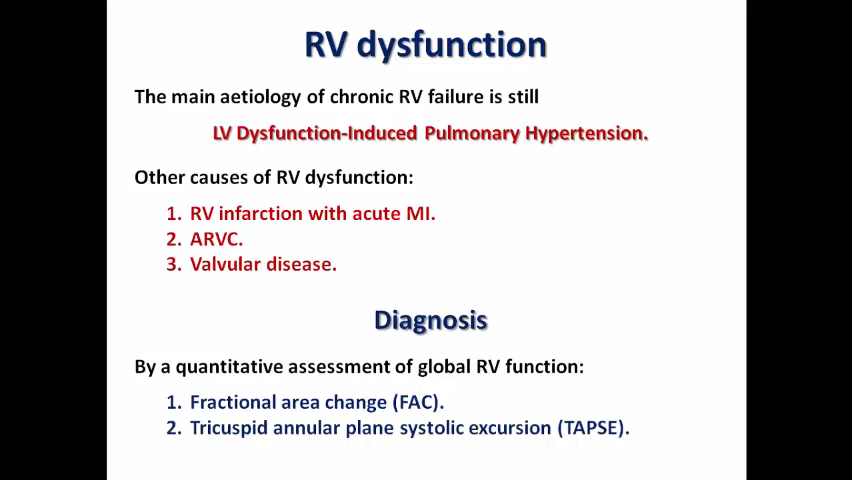 RV dysfunction
The main aetiology of chronic RV failure is still
LV Dysfunction-Induced Pulmonary Hypertension.
Other causes of RV dysfunction:
1. RV infarction with acute MI.
2. ARVC.
3. Valvular disease.
Diagnosis
By a quantitative assessment of global RV function:
1. Fractional area change (FAC).
2. Tricuspid annular plane systolic excursion (TAPSE).